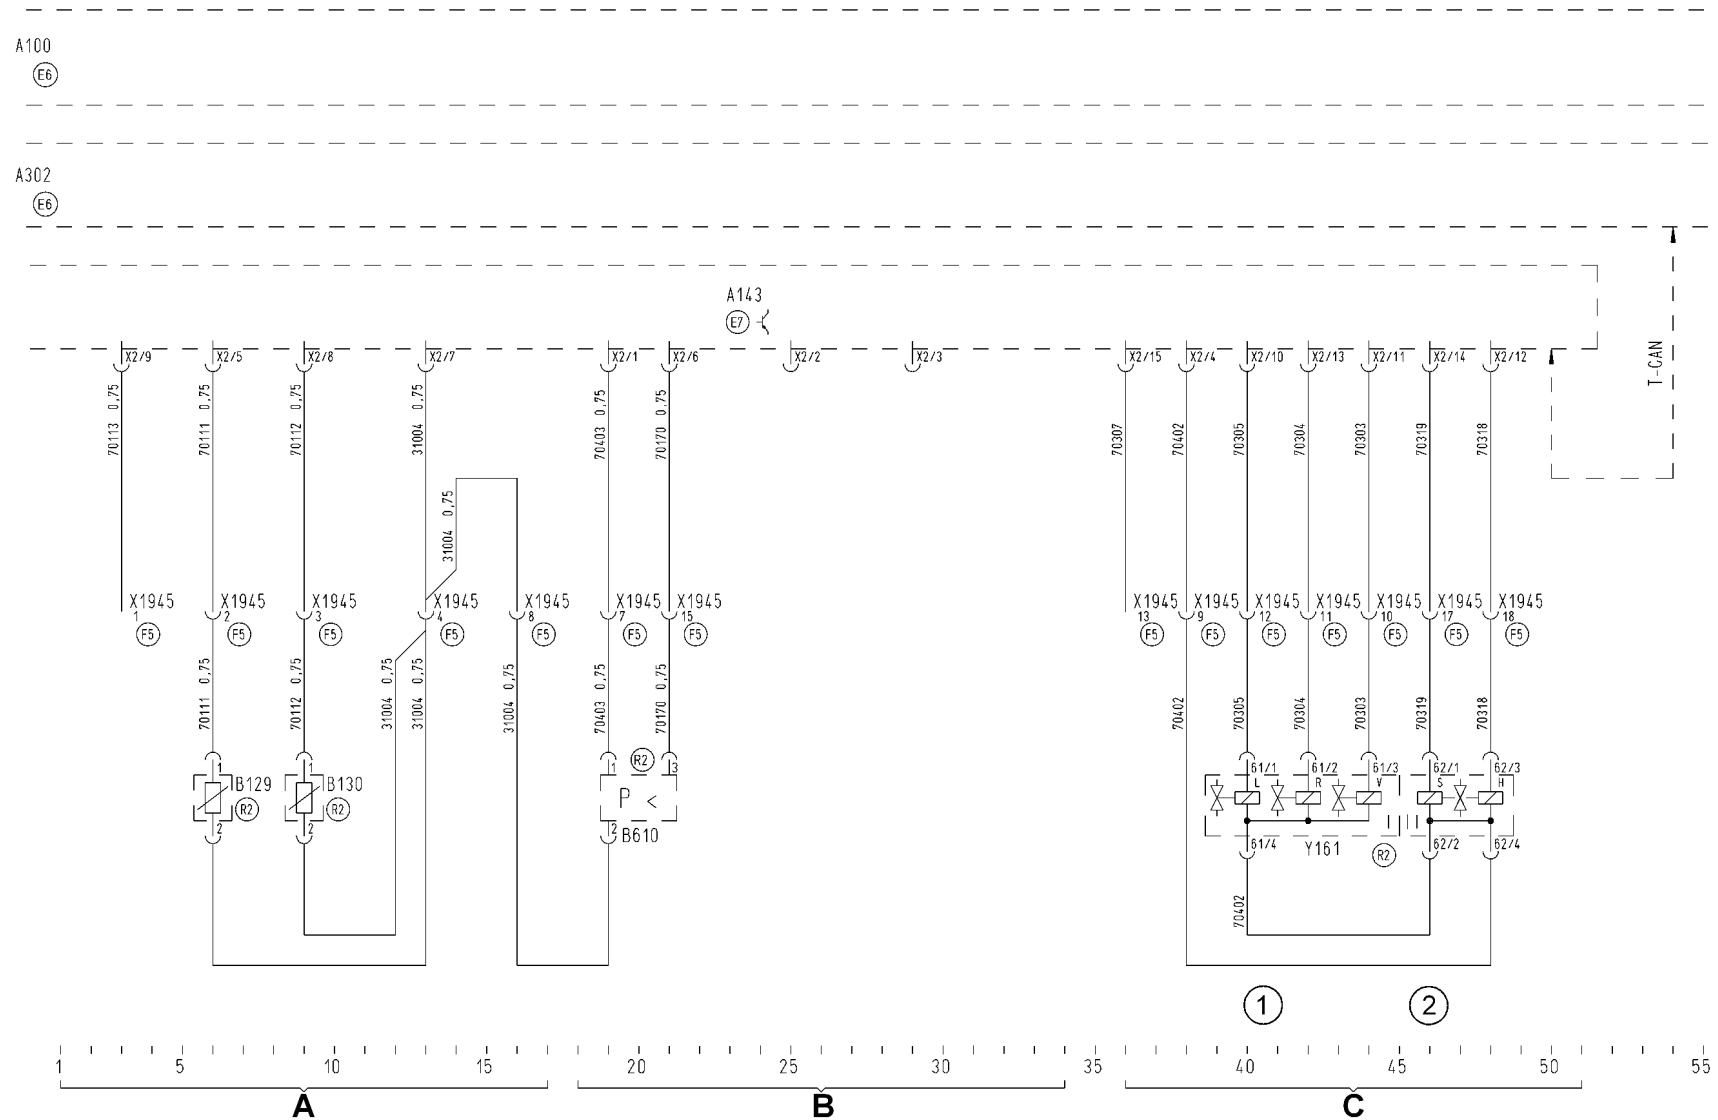 A100
E6
A302
E6
A143
E7
X2/9 X2/5 X2/8 X2/7 X2/1 X2/6 X2/2 X2/3 X2/15 X2/4 X2/10 X2/13 X2/11 X2/14 X2/12
T-CAN
70113 0,75
70111 0,75
70112 0,75
31004 0,75
70403 0,75
70170 0,75
70307
70402
70305
70304
70303
70319
70318
31004 0,75
X1945 X1945 X1945 X1945 X1945 X1945 X1945 X1945 X1945 X1945 X1945 X1945 X1945 X1945
1 2 3 4 8 7 15 13 9 12 11 10 17 18
F5 F5 F5 F5 F5 F5 F5 F5 F5 F5 F5 F5 F5 F5
70111 0,75
70112 0,75
31004 0,75
31004 0,75
31004 0,75
70403 0,75
70170 0,75
70402
70305
70304
70303
70319
70318
R2
1 1 1 3 61/1 61/2 61/3 62/1 62/3
B129 B130 L R V S H
R2 R2 P <
I II
2 2 2 B610 61/4 Y161 R2 62/2 62/4
70402
1 2
1 5 10 15 20 25 30 35 40 45 50 55
A B C